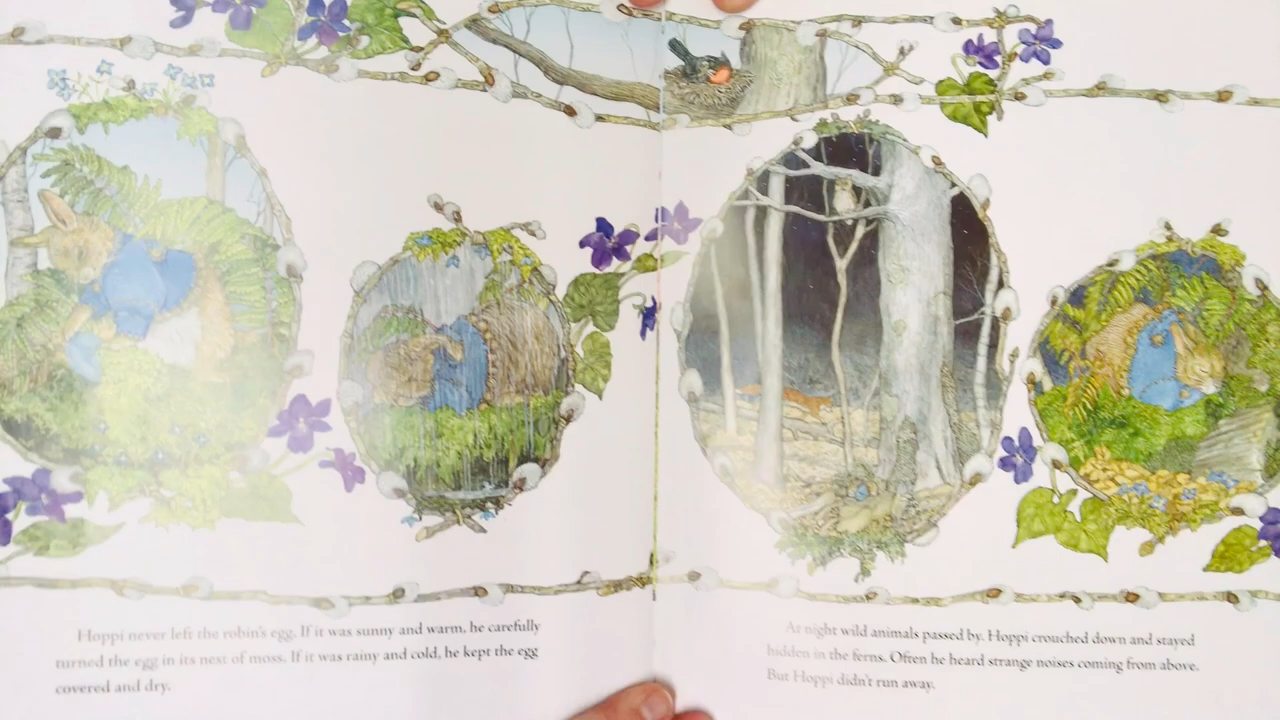 Hoppi never left the robin's egg. If it was sunny and warm, he carefully
turned the egg in its nest of moss. If it was rainy and cold, he kept the egg
covered and dry.
At night wild animals passed by. Hoppi crouched down and stayed
hidden in the ferns. Often he heard strange noises coming from above.
But Hoppi didn't run away.